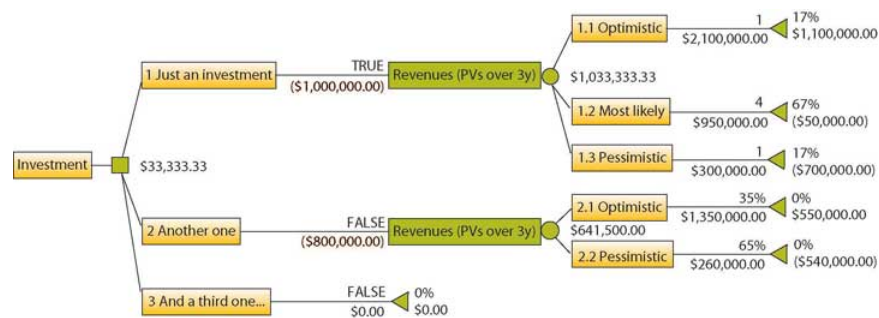 1.1 Optimistic
1
$2,100,000.00
17%
$1,100,000.00
1 Just an investment
TRUE
($1,000,000.00)
Revenues (PVs over 3y)
$1,033,333.33
1.2 Most likely
4
$950,000.00
67%
($50,000.00)
1.3 Pessimistic
1
$300,000.00
17%
($700,000.00)
Investment
$33,333.33
2 Another one
FALSE
($800,000.00)
Revenues (PVs over 3y)
$641,500.00
2.1 Optimistic
35%
$1,350,000.00
0%
$550,000.00
2.2 Pessimistic
65%
$260,000.00
0%
($540,000.00)
3 And a third one...
FALSE
$0.00
0%
$0.00